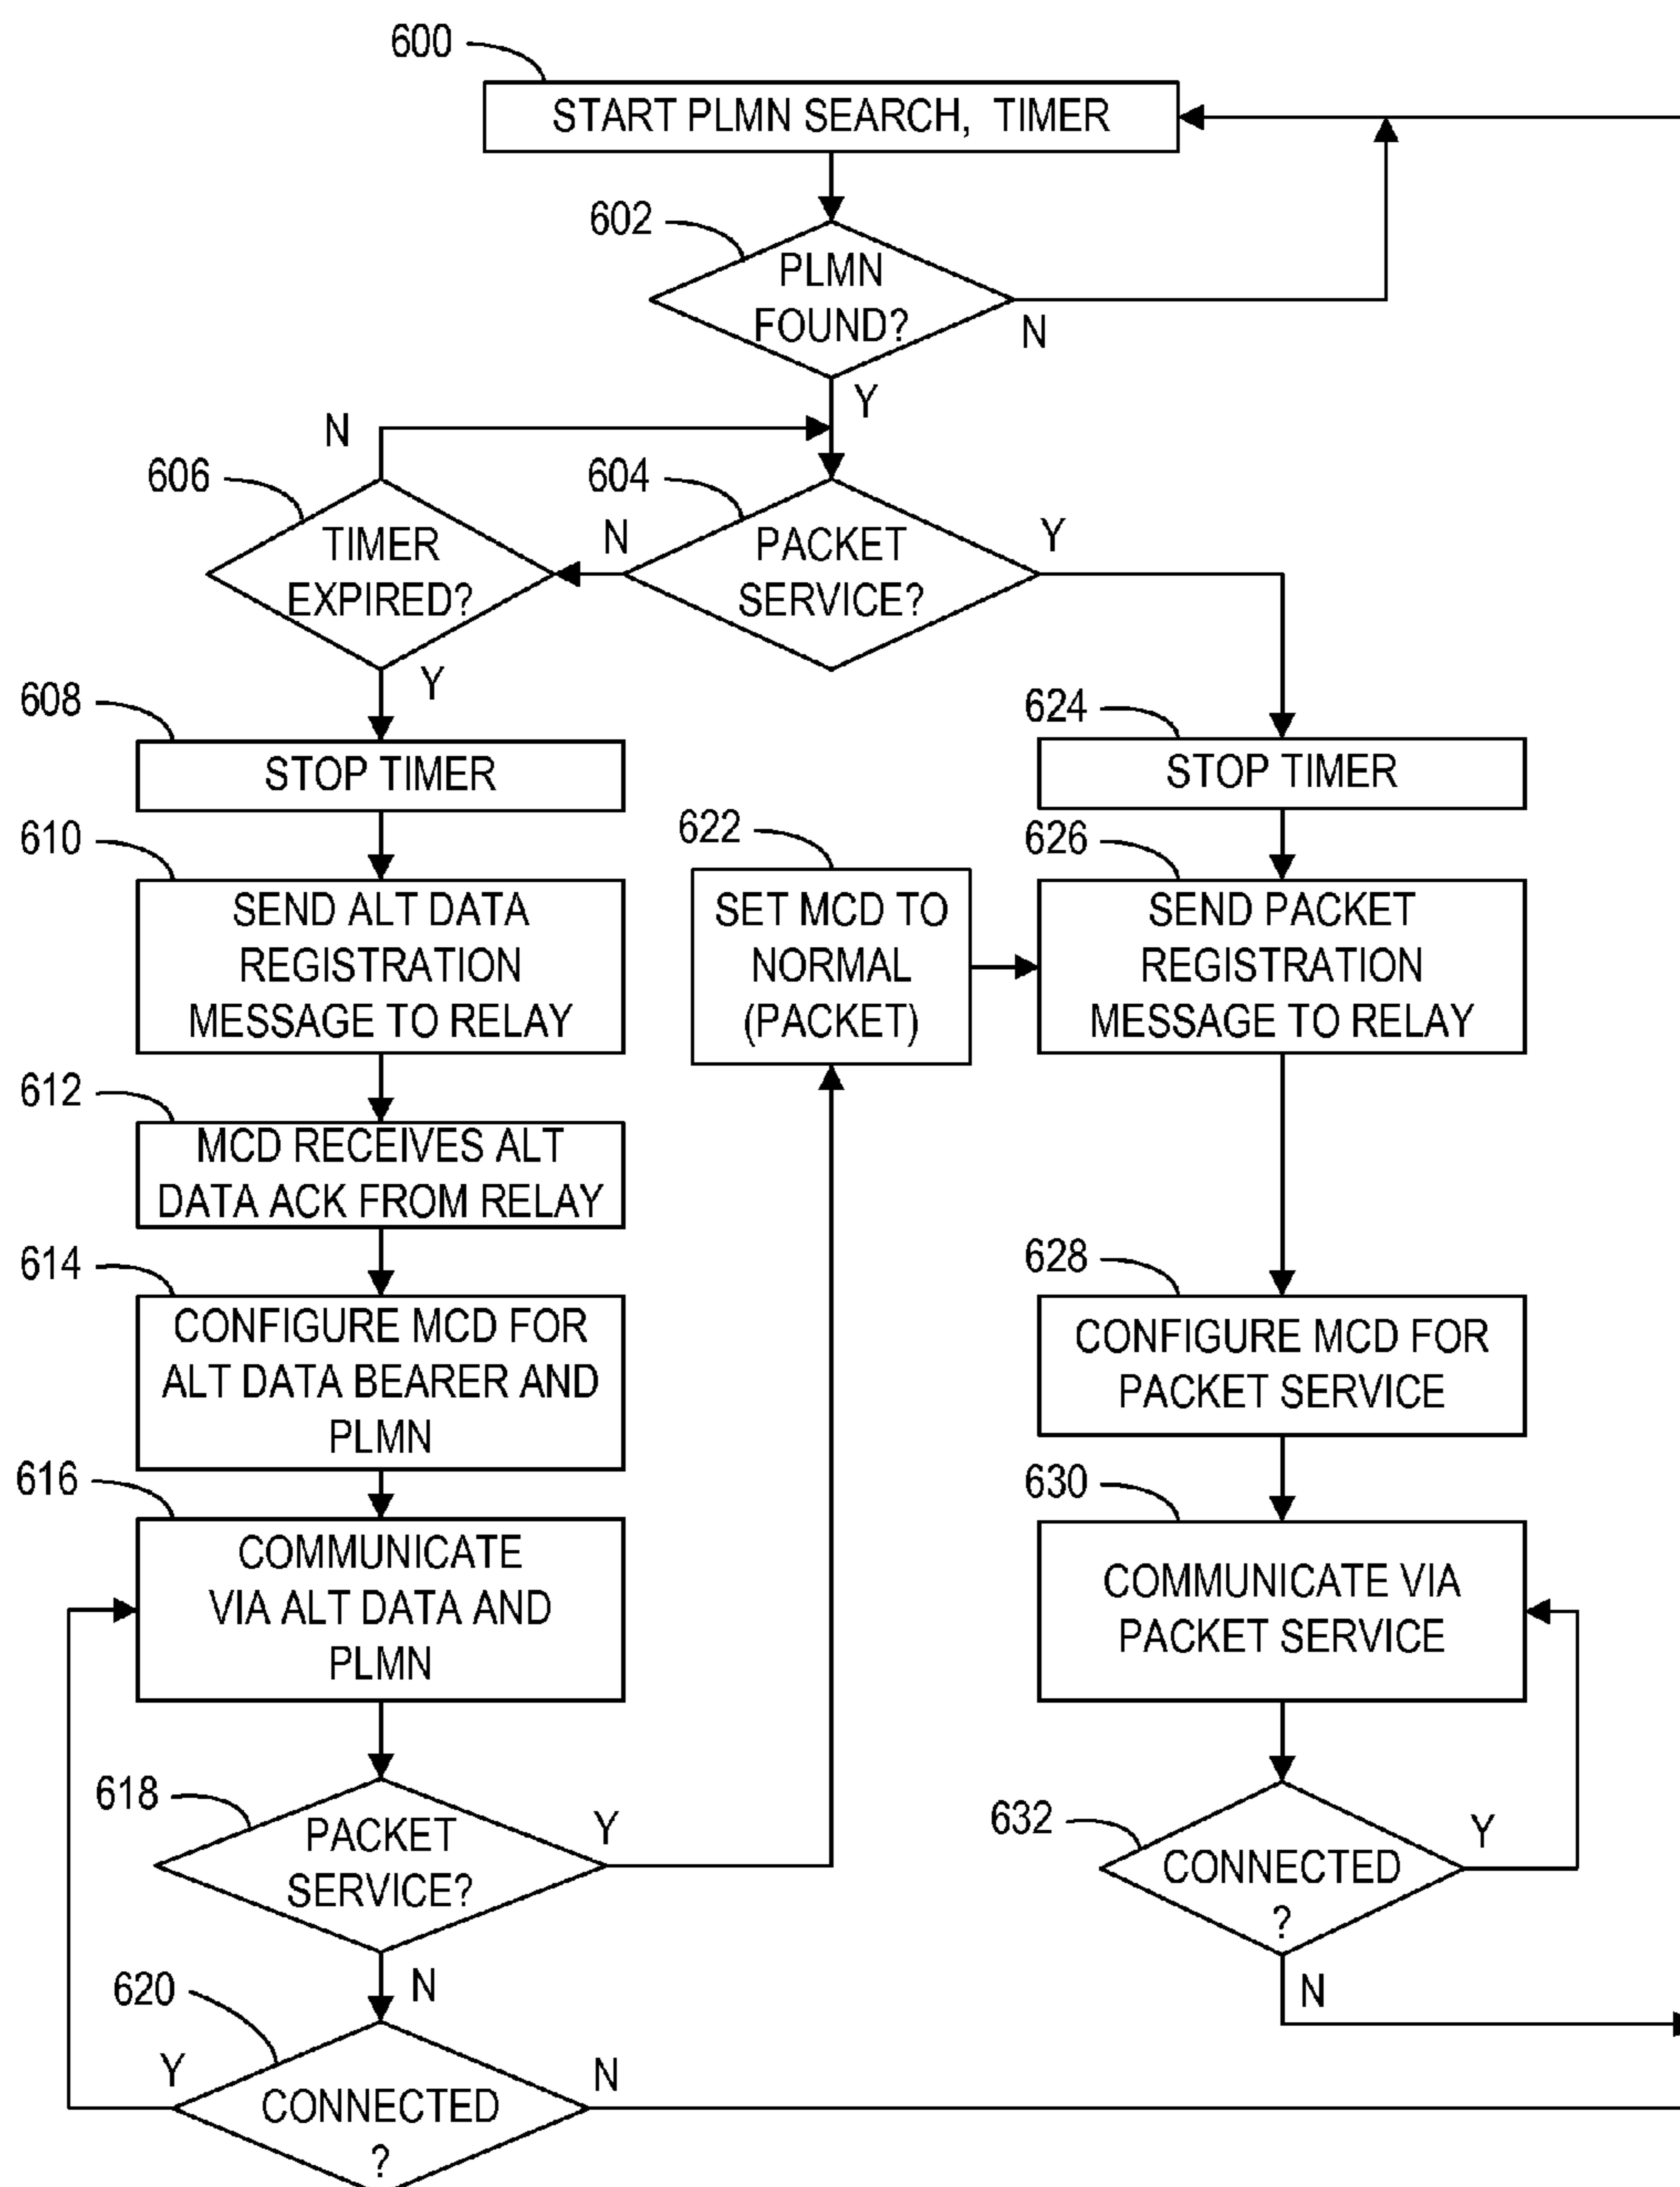 600
START PLMN SEARCH, TIMER
602
PLMN
FOUND?
N
Y
N
606
604
TIMER
EXPIRED?
N
PACKET
SERVICE?
Y
Y
608
STOP TIMER
624
STOP TIMER
610
SEND ALT DATA
REGISTRATION
MESSAGE TO RELAY
622
SET MCD TO
NORMAL
(PACKET)
626
SEND PACKET
REGISTRATION
MESSAGE TO RELAY
612
MCD RECEIVES ALT
DATA ACK FROM RELAY
614
CONFIGURE MCD FOR
ALT DATA BEARER AND
PLMN
628
CONFIGURE MCD FOR
PACKET SERVICE
616
COMMUNICATE
VIA ALT DATA AND
PLMN
630
COMMUNICATE VIA
PACKET SERVICE
618
PACKET
SERVICE?
Y
N
632
CONNECTED
?
Y
N
620
CONNECTED
?
Y
N